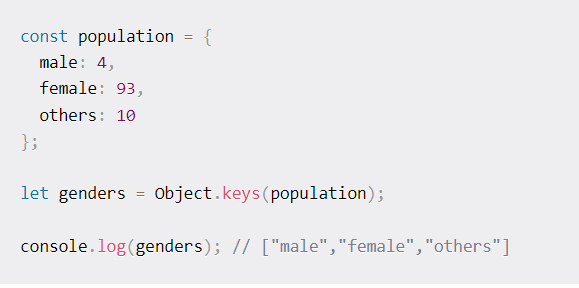 const population = {
  male: 4,
  female: 93,
  others: 10
};
let genders = Object.keys(population);
console.log(genders); // ["male","female","others"]